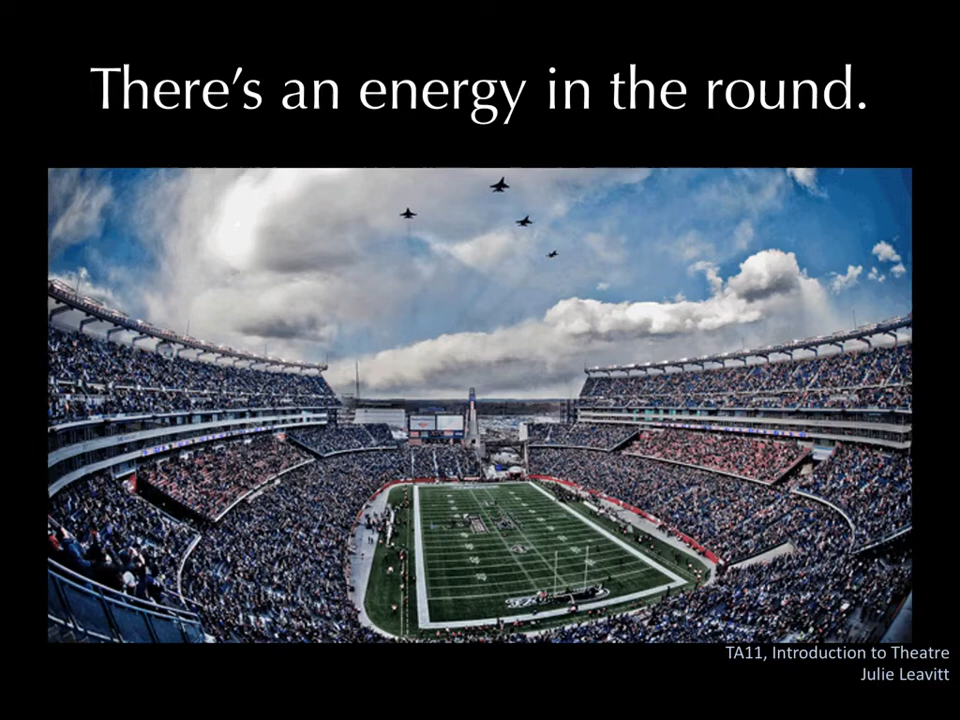 There's an energy in the round.
TA11, Introduction to Theatre
Julie Leavitt